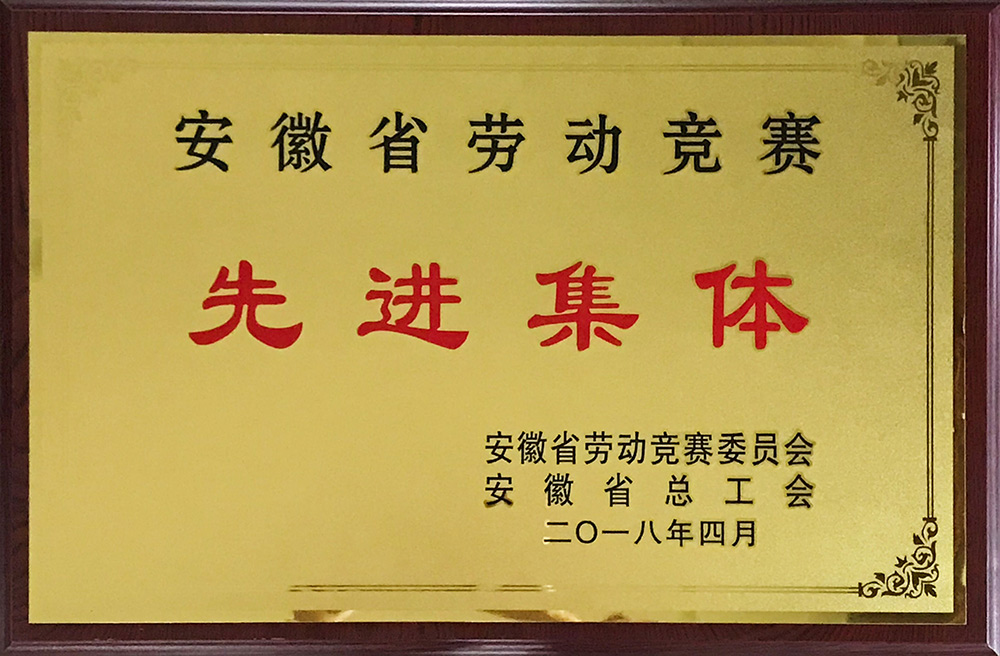 安徽省劳动竞赛
先进集体
安徽省劳动竞赛委员会
安徽省总工会
二〇一八年四月